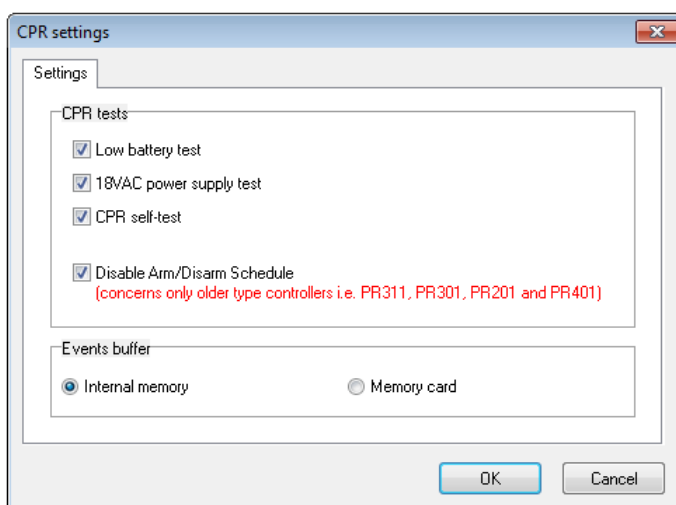 CPR settings
Settings
CPR tests
Low battery test
18VAC power supply test
CPR self-test
Disable Arm/Disarm Schedule
(concerns only older type controllers i.e. PR311, PR301, PR201 and PR401)
Events buffer
Internal memory Memory card
OK Cancel